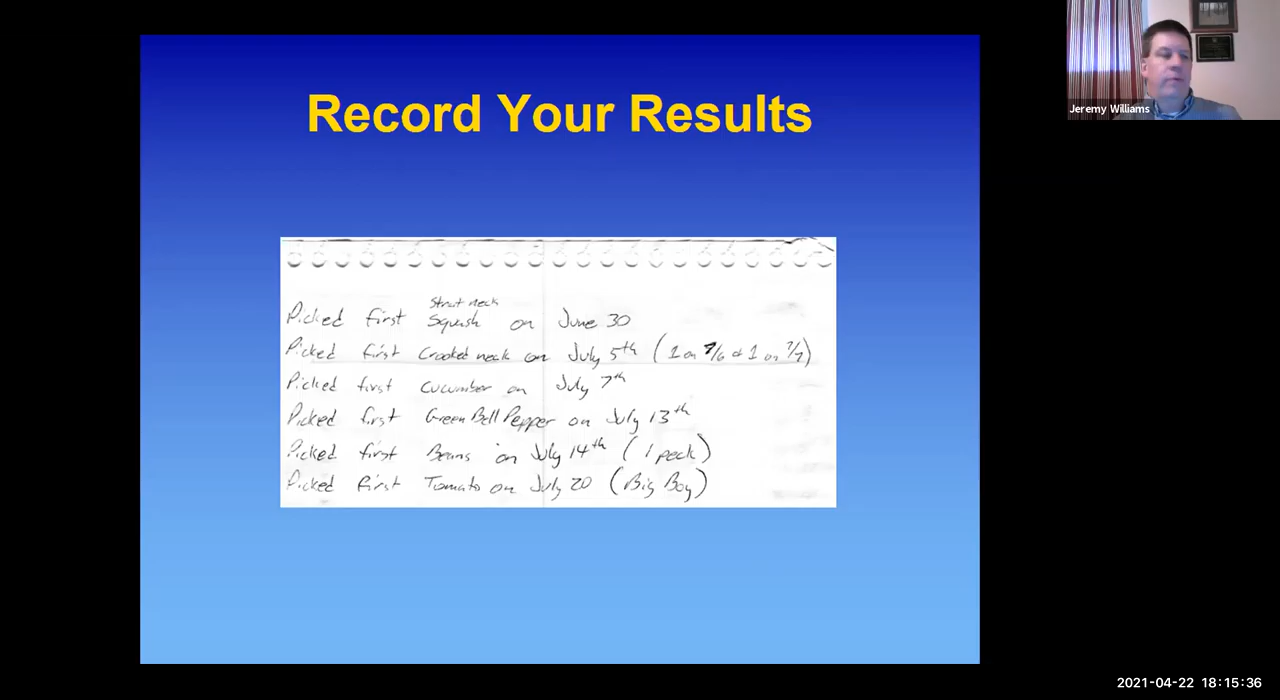 Record Your Results
Strait neck
Picked first Squash on June 30
Picked first Crooked neck on July 5th (1 on 7/6 & 1 on 7/7)
Picked first Cucumber on July 7th
Picked first Green Bell Pepper on July 13th
Picked first Beans on July 14th (1 peck)
Picked first Tomato on July 20 (Big Boy)
Jeremy Williams
2021-04-22 18:15:36